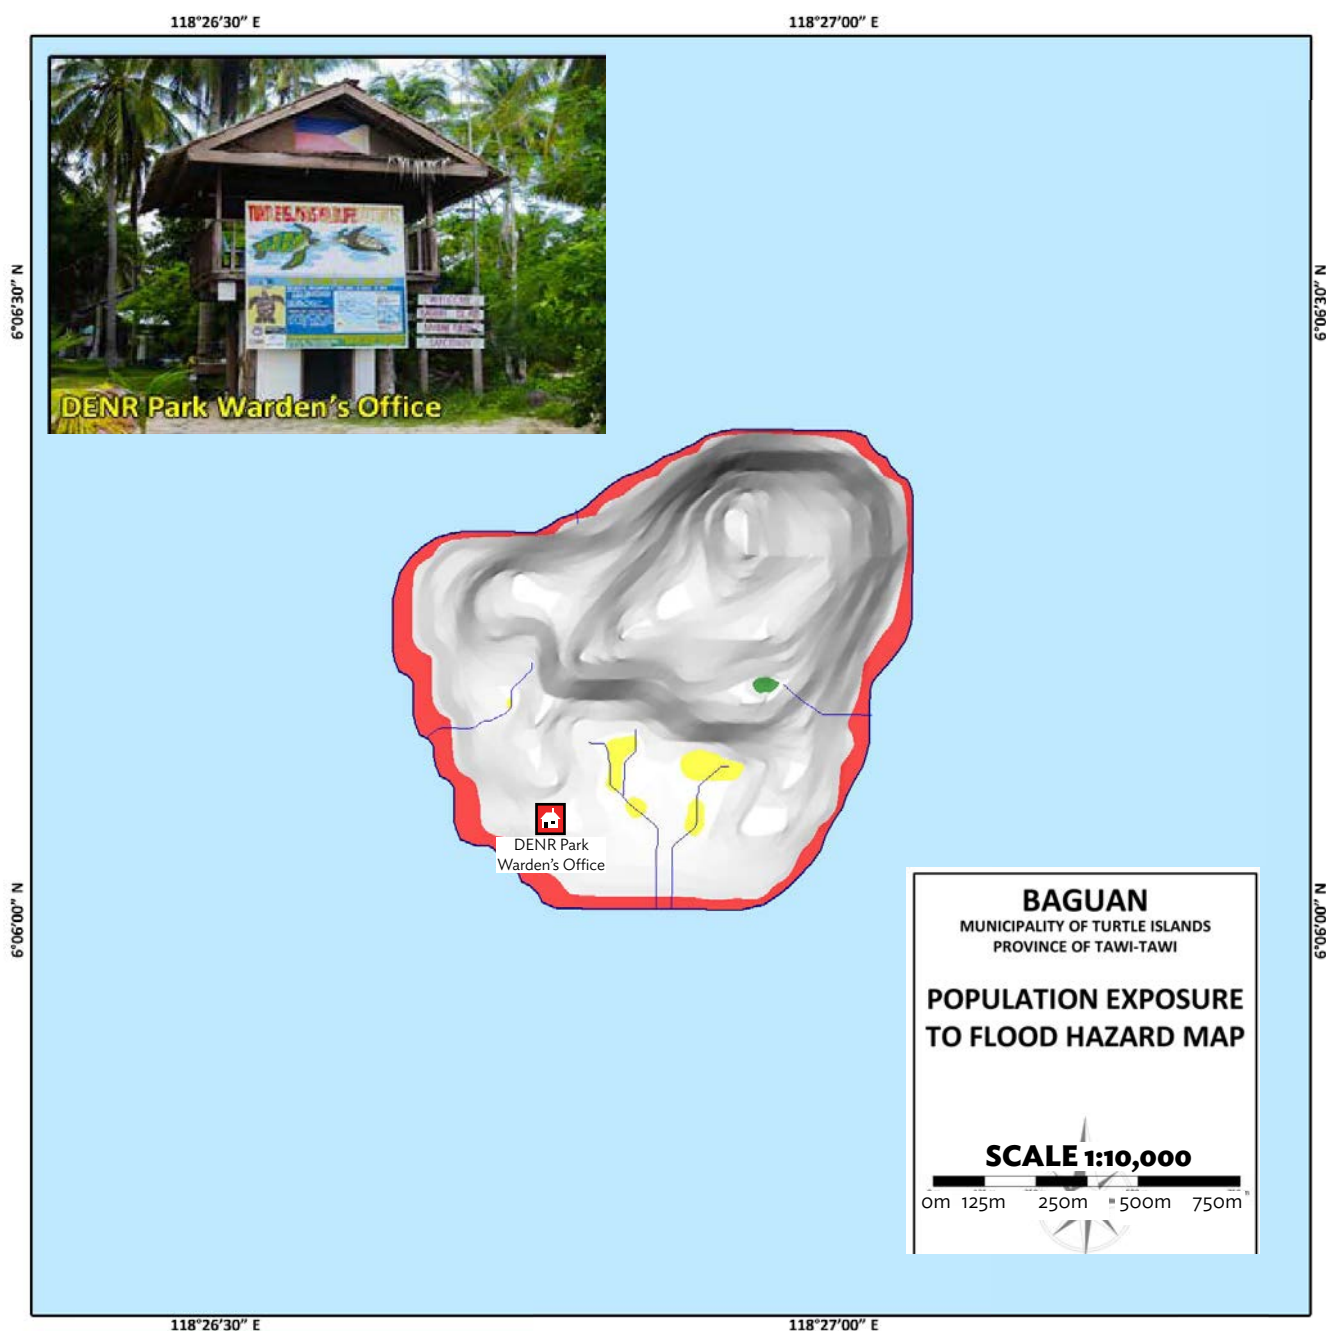 118°26'30" E
118°27'00" E
6°06'30" N
6°06'30" N
WELCOME
SANCTUARY
DENR Park Warden's Office
DENR Park
Warden's Office
6°06'00" N
6°06'00" N
BAGUAN
MUNICIPALITY OF TURTLE ISLANDS
PROVINCE OF TAWI-TAWI
POPULATION EXPOSURE
TO FLOOD HAZARD MAP
SCALE 1:10,000
0m 125m 250m 500m 750m
118°26'30" E
118°27'00" E